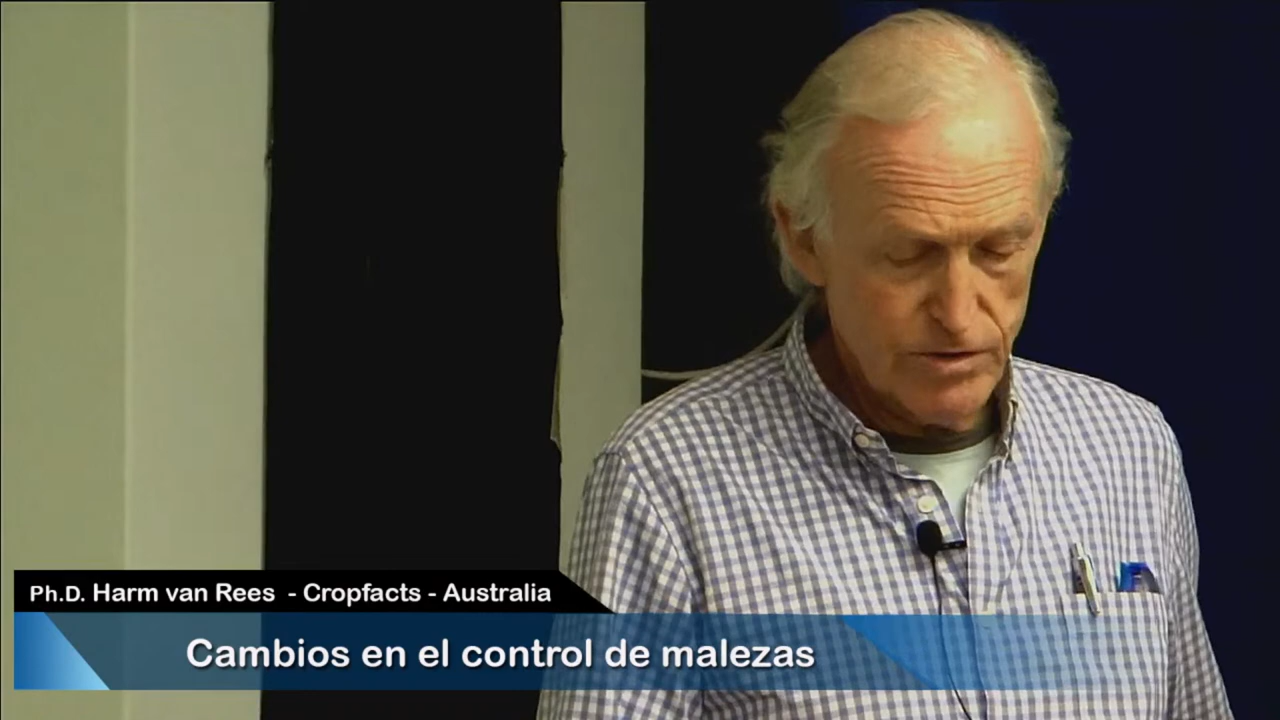 Ph.D. Harm van Rees - Cropfacts - Australia
Cambios en el control de malezas